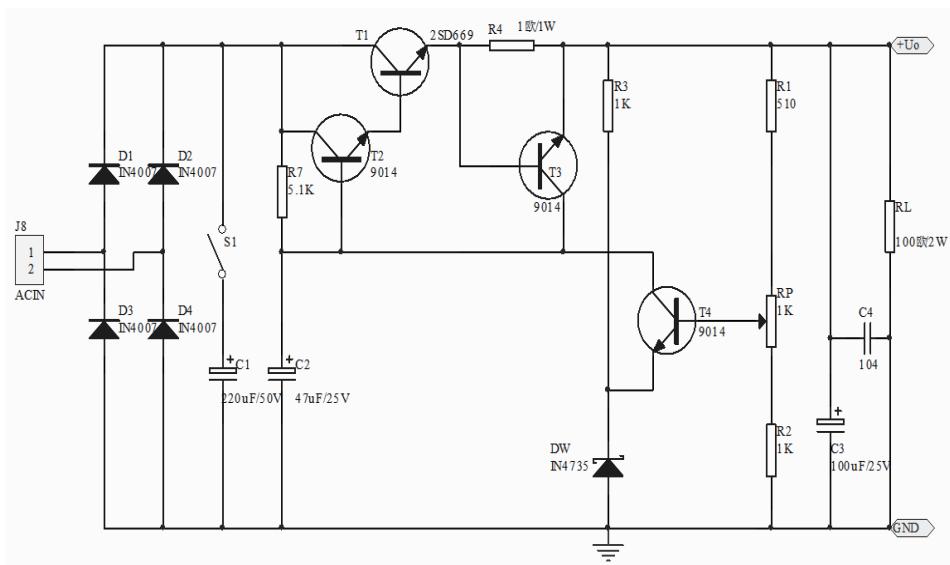 T1
2SD669
R4
1欧/1W
+Uo
R3
1K
R1
510
D1
IN4007
D2
IN4007
T2
9014
R7
5.1K
T3
9014
RL
100欧/2W
J8
1
2
ACIN
S1
D3
IN4007
D4
IN4007
T4
9014
RP
1K
C4
104
C1
220uF/50V
C2
47uF/25V
R2
1K
C3
100uF/25V
DW
IN4735
GND